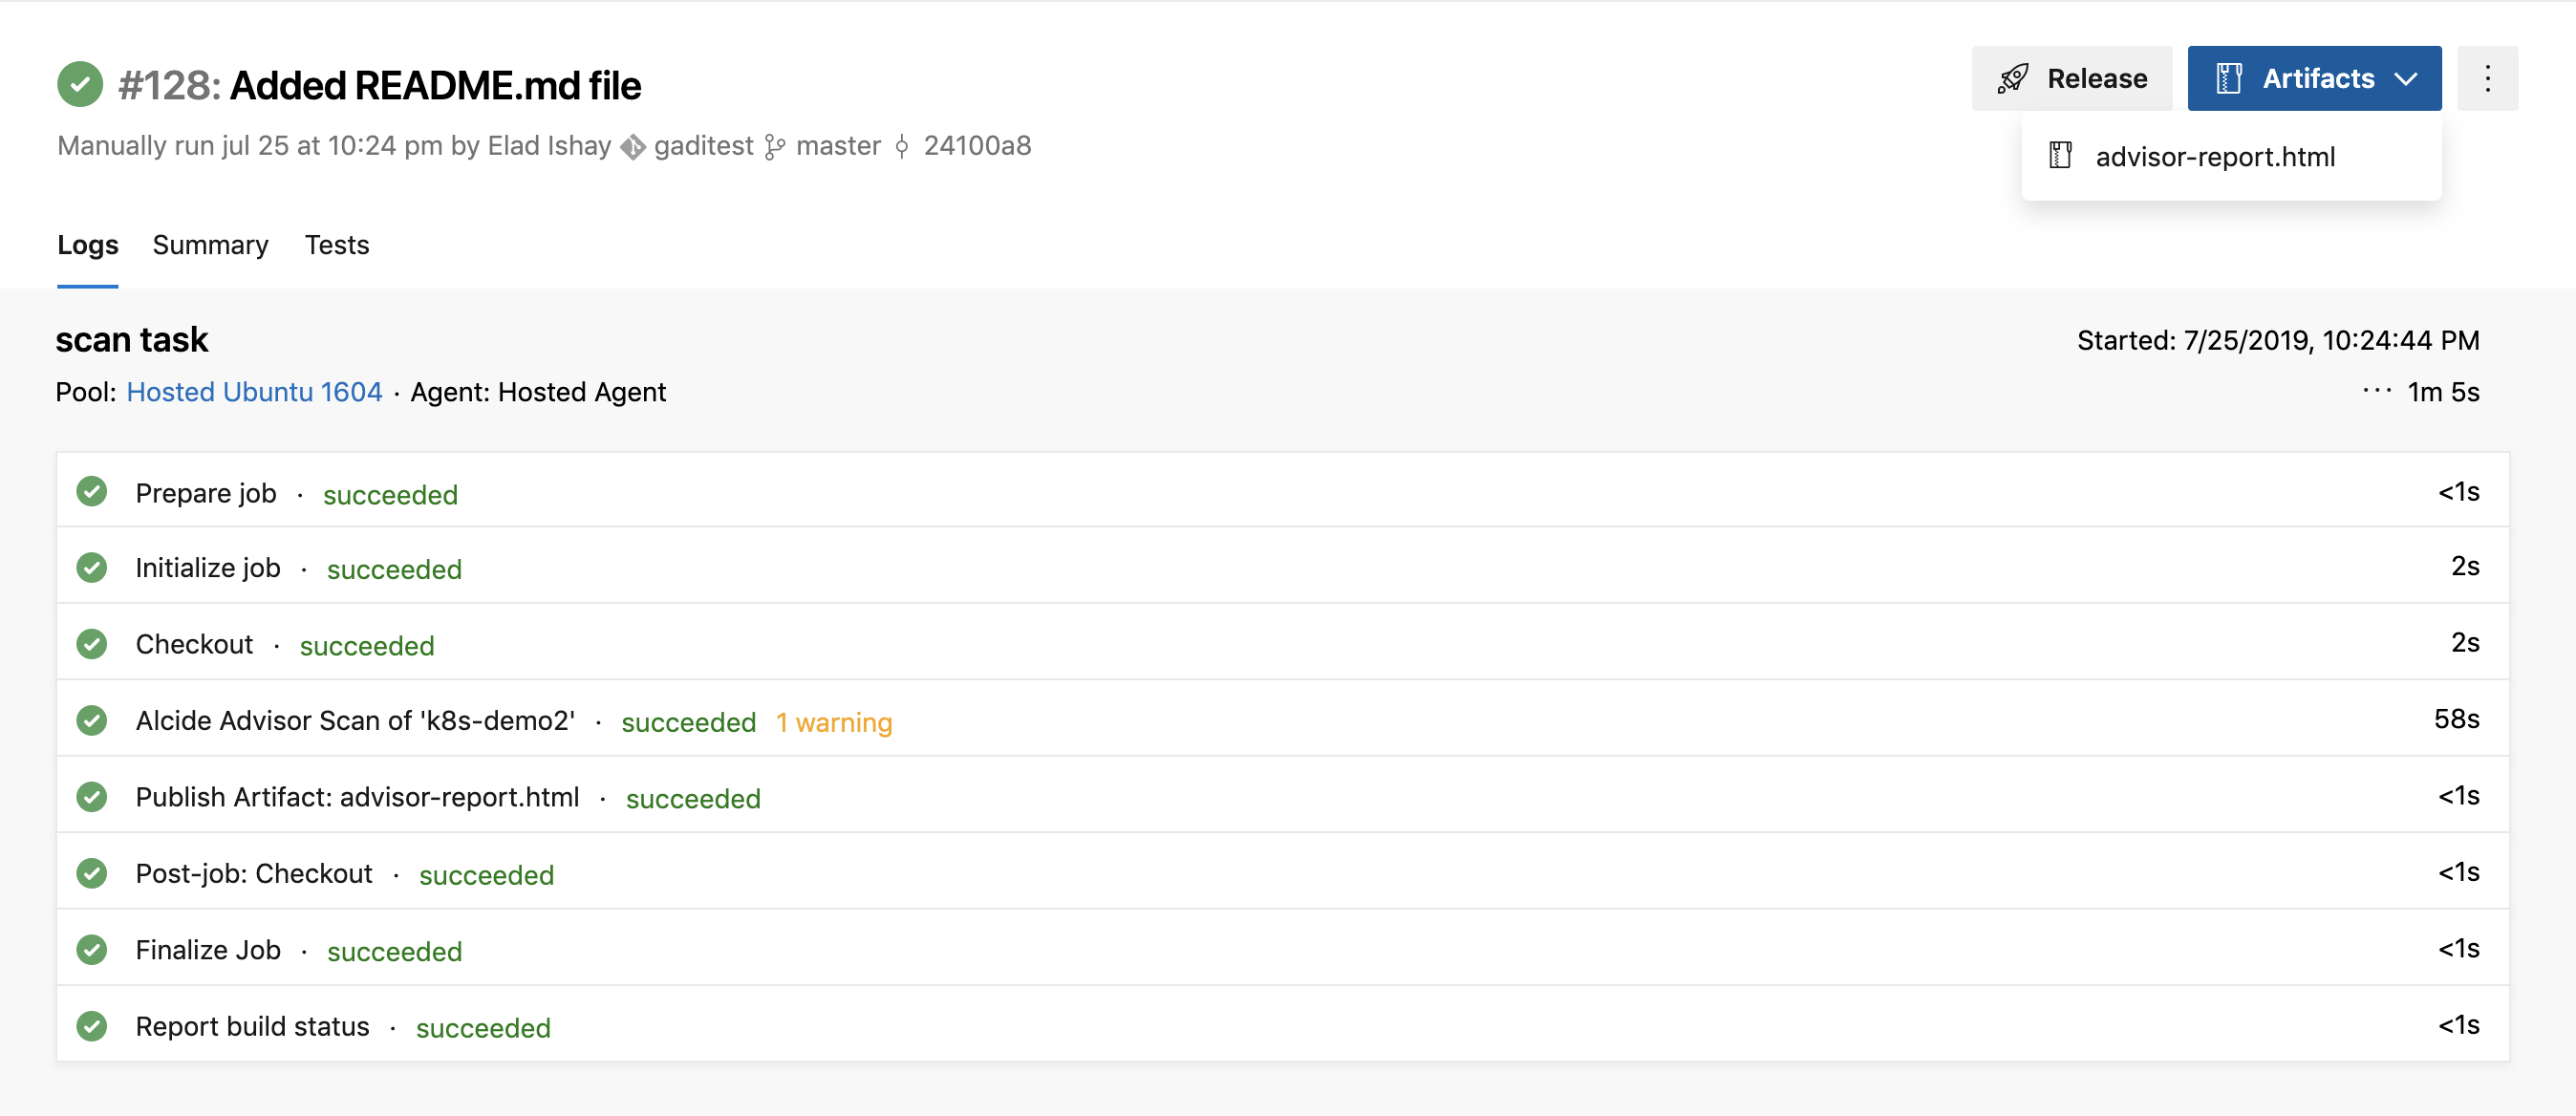 #128: Added README.md file
Release
Artifacts
Manually run jul 25 at 10:24 pm by Elad Ishay gaditest master 24100a8
advisor-report.html
Logs Summary Tests
scan task
Started: 7/25/2019, 10:24:44 PM
Pool: Hosted Ubuntu 1604 · Agent: Hosted Agent
··· 1m 5s
Prepare job · succeeded <1s
Initialize job · succeeded 2s
Checkout · succeeded 2s
Alcide Advisor Scan of 'k8s-demo2' · succeeded 1 warning 58s
Publish Artifact: advisor-report.html · succeeded <1s
Post-job: Checkout · succeeded <1s
Finalize Job · succeeded <1s
Report build status · succeeded <1s